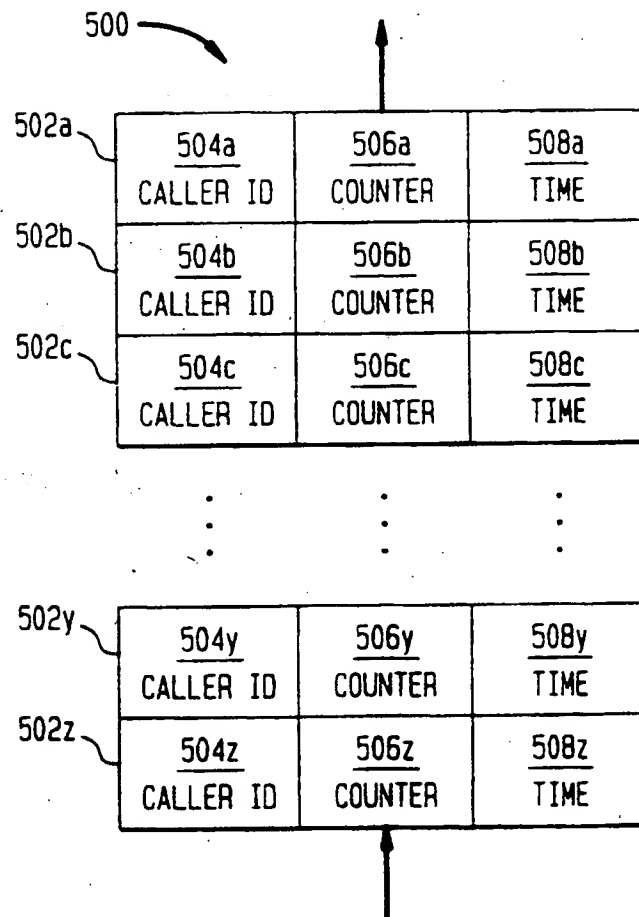 500
502a
504a 506a 508a
CALLER ID COUNTER TIME
502b
504b 506b 508b
CALLER ID COUNTER TIME
502c
504c 506c 508c
CALLER ID COUNTER TIME
502y
504y 506y 508y
CALLER ID COUNTER TIME
502z
504z 506z 508z
CALLER ID COUNTER TIME